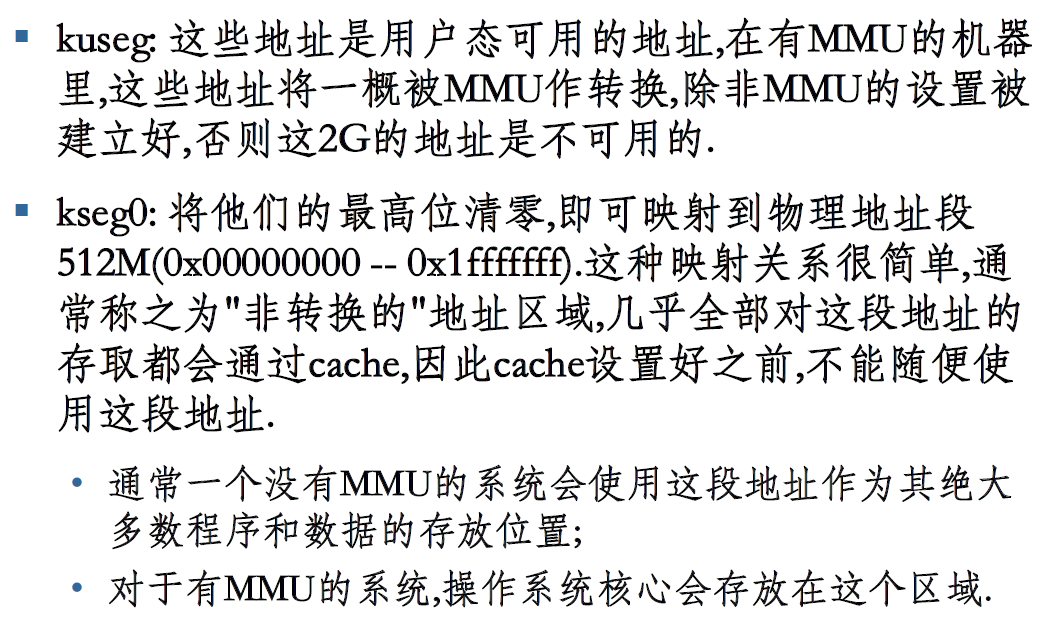 ▪ kuseg: 这些地址是用户态可用的地址,在有MMU的机器
里,这些地址将一概被MMU作转换,除非MMU的设置被
建立好,否则这2G的地址是不可用的.
▪ kseg0: 将他们的最高位清零,即可映射到物理地址段
512M(0x00000000 -- 0x1fffffff).这种映射关系很简单,通
常称之为"非转换的"地址区域,几乎全部对这段地址的
存取都会通过cache,因此cache设置好之前,不能随便使
用这段地址.
• 通常一个没有MMU的系统会使用这段地址作为其绝大
多数程序和数据的存放位置;
• 对于有MMU的系统,操作系统核心会存放在这个区域.